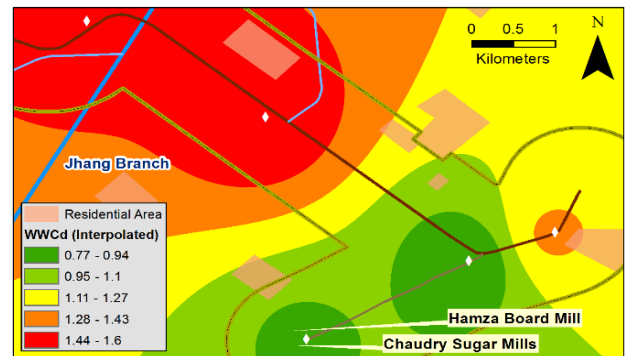 N
0 0.5 1
Kilometers
Jhang Branch
Residential Area
WWCd (Interpolated)
0.77 - 0.94
0.95 - 1.1
1.11 - 1.27
1.28 - 1.43
1.44 - 1.6
Hamza Board Mill
Chaudry Sugar Mills